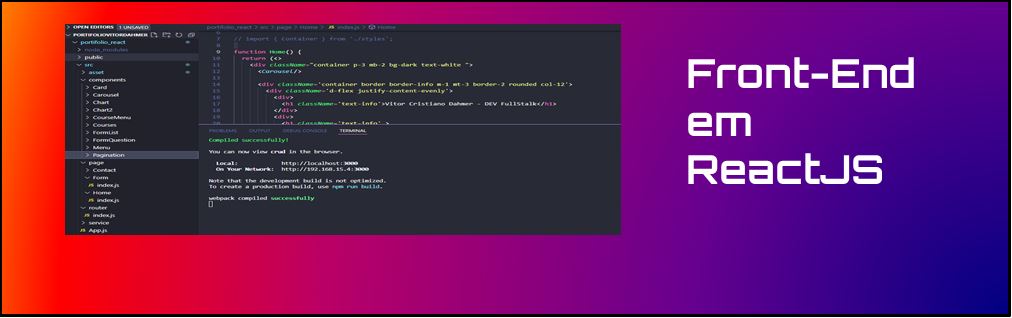 OPEN EDITORS 1 UNSAVED
PORTIFOLIOVITORDAHMER
portifolio_react
node_modules
public
src
asset
components
Card
Carousel
Chart
Chart2
CourseMenu
Courses
FormList
FormQuestion
Menu
Pagination
page
Contact
Form
JS index.js
Home
JS index.js
router
JS index.js
service
JS App.js
portifolio_react > src > page > Home > JS index.js > Home
6
7 // import { Container } from './styles';
8
9 function Home() {
10 return (<>
11 <div className="container p-3 mb-2 bg-dark text-white ">
12 <Carousel/>
13
14 <div className='container border border-info m-1 mt-3 border-2 rounded col-12'>
15 <div className='d-flex justify-content-evenly'>
16 <div>
17 <h1 className='text-info'>Vitor Cristiano Dahmer - DEV FullStalk</h1>
18 </div>
19 <div>
20 <h1 className='text-info' >
PROBLEMS OUTPUT DEBUG CONSOLE TERMINAL
Compiled successfully!
You can now view crud in the browser.
Local: http://localhost:3000
On Your Network: http://192.168.15.4:3000
Note that the development build is not optimized.
To create a production build, use npm run build.
webpack compiled successfully
Front-End
em
ReactJS